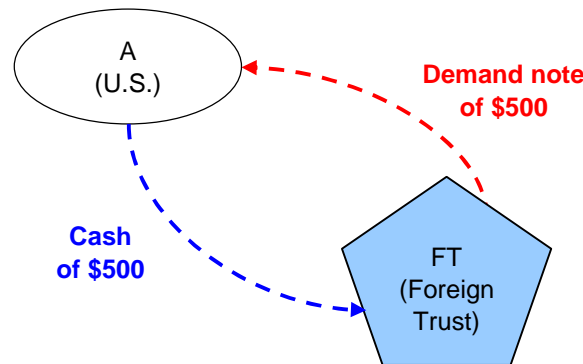 A
(U.S.)
Demand note
of $500
Cash
of $500
FT
(Foreign
Trust)